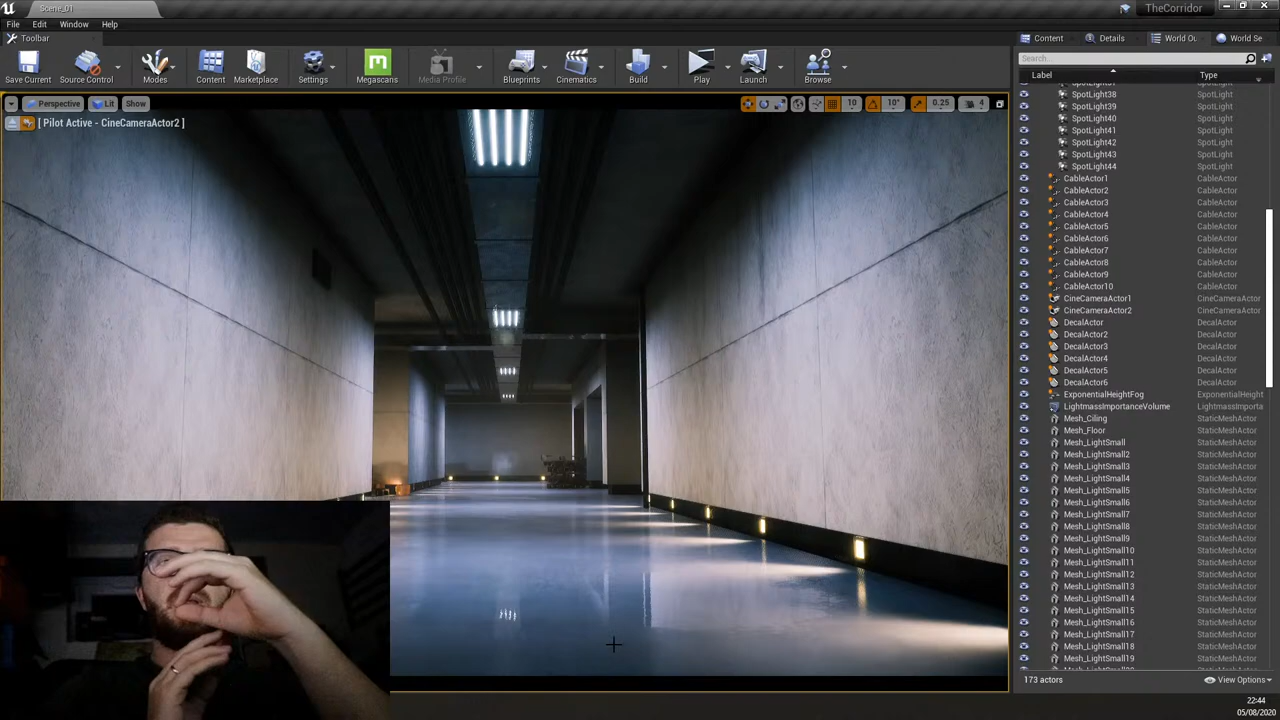 Scene_01
TheCorridor
File Edit Window Help
Toolbar
Save Current Source Control Modes Content Marketplace Settings Megascans Media Profile Blueprints Cinematics Build Play Launch Browse
Perspective Lit Show
10 10° 0.25 4
[ Pilot Active - CineCameraActor2 ]
Content Details World Ou World Se
Search...
Label Type
SpotLight
SpotLight38 SpotLight
SpotLight39 SpotLight
SpotLight40 SpotLight
SpotLight41 SpotLight
SpotLight42 SpotLight
SpotLight43 SpotLight
SpotLight44 SpotLight
CableActor1 CableActor
CableActor2 CableActor
CableActor3 CableActor
CableActor4 CableActor
CableActor5 CableActor
CableActor6 CableActor
CableActor7 CableActor
CableActor8 CableActor
CableActor9 CableActor
CableActor10 CableActor
CineCameraActor1 CineCameraActor
CineCameraActor2 CineCameraActor
DecalActor DecalActor
DecalActor2 DecalActor
DecalActor3 DecalActor
DecalActor4 DecalActor
DecalActor5 DecalActor
DecalActor6 DecalActor
ExponentialHeightFog ExponentialHeight
LightmassImportanceVolume LightmassImporta
Mesh_Ciling StaticMeshActor
Mesh_Floor StaticMeshActor
Mesh_LightSmall StaticMeshActor
Mesh_LightSmall2 StaticMeshActor
Mesh_LightSmall3 StaticMeshActor
Mesh_LightSmall4 StaticMeshActor
Mesh_LightSmall5 StaticMeshActor
Mesh_LightSmall6 StaticMeshActor
Mesh_LightSmall7 StaticMeshActor
Mesh_LightSmall8 StaticMeshActor
Mesh_LightSmall9 StaticMeshActor
Mesh_LightSmall10 StaticMeshActor
Mesh_LightSmall11 StaticMeshActor
Mesh_LightSmall12 StaticMeshActor
Mesh_LightSmall13 StaticMeshActor
Mesh_LightSmall14 StaticMeshActor
Mesh_LightSmall15 StaticMeshActor
Mesh_LightSmall16 StaticMeshActor
Mesh_LightSmall17 StaticMeshActor
Mesh_LightSmall18 StaticMeshActor
Mesh_LightSmall19 StaticMeshActor
173 actors View Options
22:44
05/08/2020